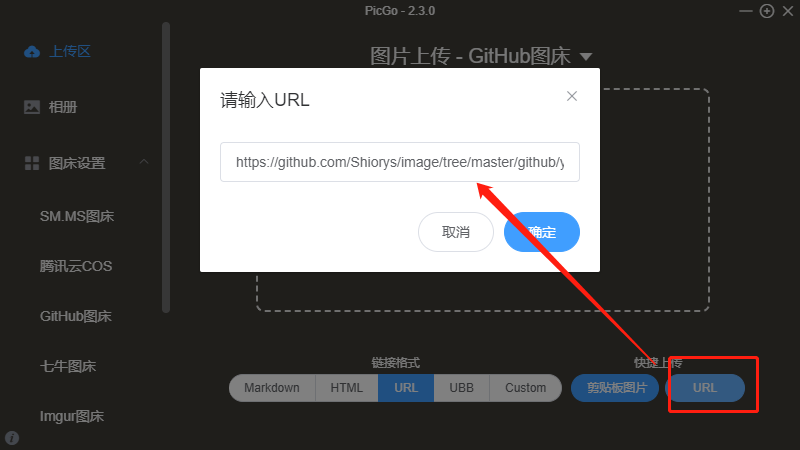 PicGo - 2.3.0
上传区
相册
图床设置
SM.MS图床
腾讯云COS
GitHub图床
七牛图床
Imgur图床
图片上传 - GitHub图床
请输入URL
https://github.com/Shiorys/image/tree/master/github/y
取消
确定
链接格式
Markdown
HTML
URL
UBB
Custom
快捷上传
剪贴板图片
URL